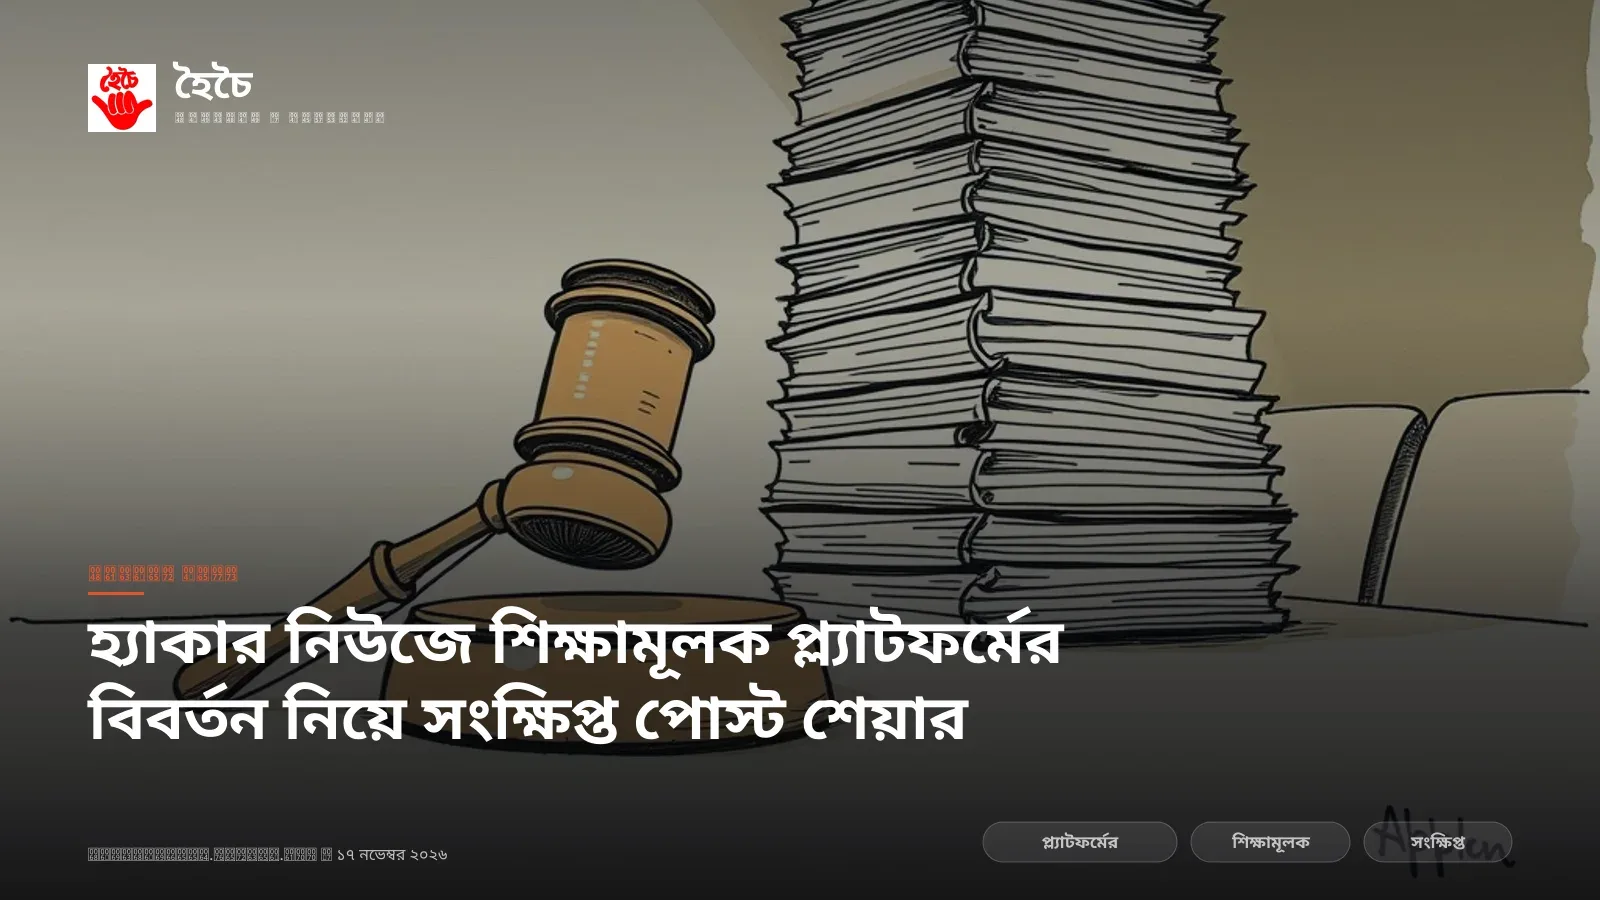 হৈচৈ
হৈচৈ
হ্যাকার নিউজে শিক্ষামূলক প্ল্যাটফর্মের
বিবর্তন নিয়ে সংক্ষিপ্ত পোস্ট শেয়ার
১৭ নভেম্বর ২০২৬
প্ল্যাটফর্মের
শিক্ষামূলক
সংক্ষিপ্ত